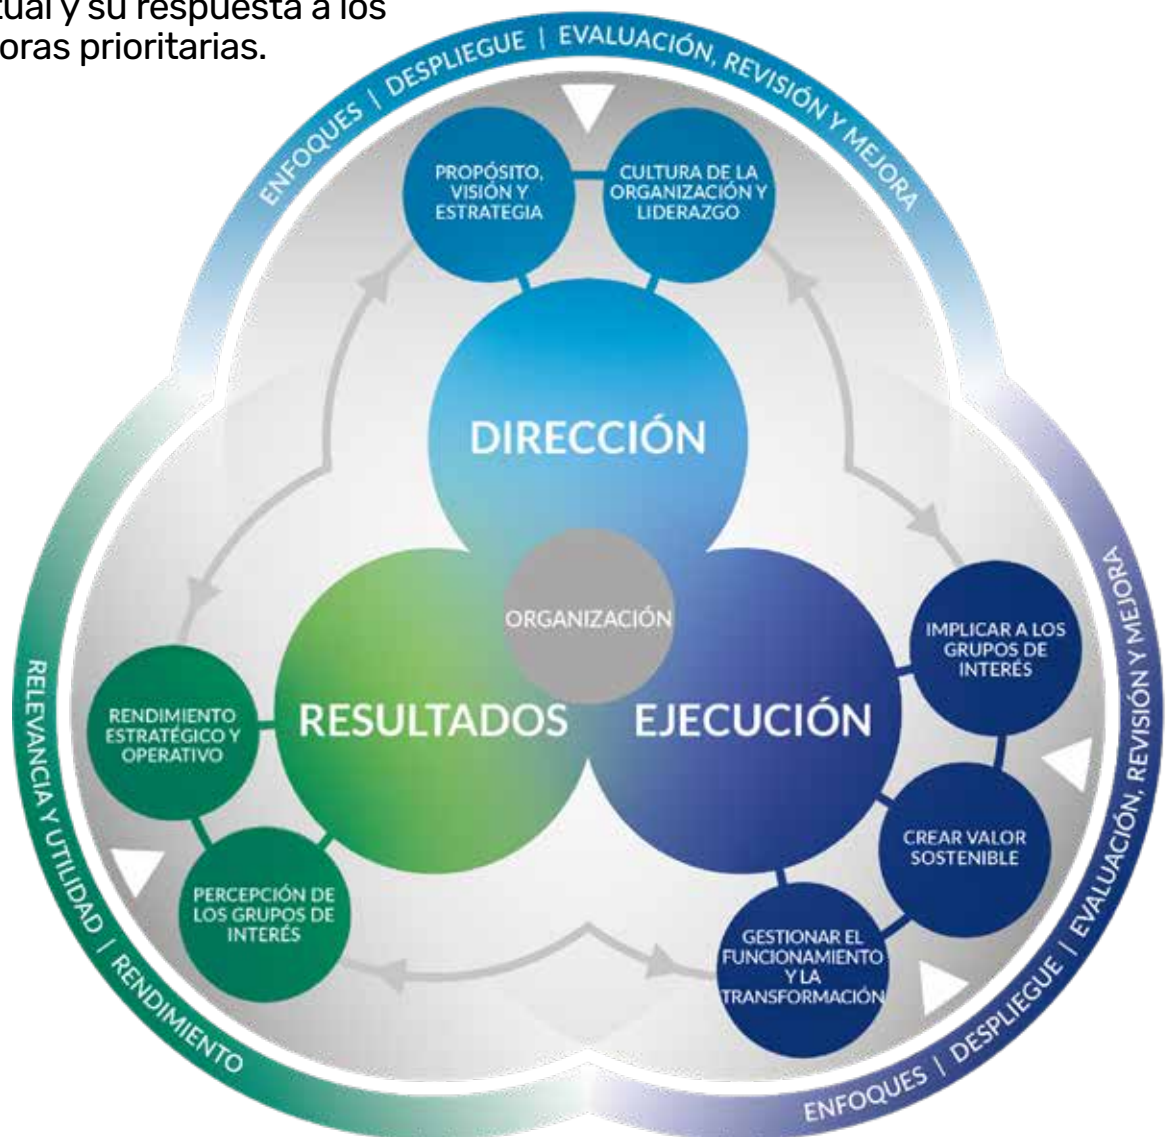 tual y su respuesta a los
oras prioritarias.
ENFOQUES | DESPLIEGUE | EVALUACIÓN, REVISIÓN Y MEJORA
PROPÓSITO,
VISIÓN Y
ESTRATEGIA
CULTURA DE LA
ORGANIZACIÓN Y
LIDERAZGO
DIRECCIÓN
ORGANIZACIÓN
RESULTADOS
EJECUCIÓN
IMPLICAR A LOS
GRUPOS DE
INTERÉS
CREAR VALOR
SOSTENIBLE
GESTIONAR EL
FUNCIONAMIENTO
Y LA
TRANSFORMACIÓN
RENDIMIENTO
ESTRATÉGICO Y
OPERATIVO
PERCEPCIÓN DE
LOS GRUPOS DE
INTERÉS
RELEVANCIA Y UTILIDAD | RENDIMIENTO
ENFOQUES | DESPLIEGUE | EVALUACIÓN, REVISIÓN Y MEJORA